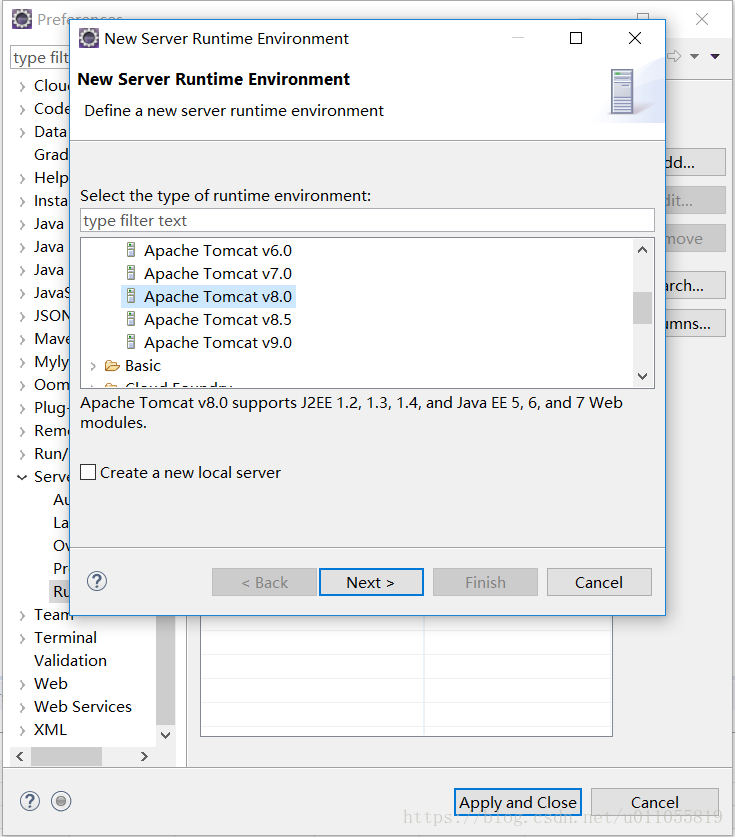 Preferences
New Server Runtime Environment
New Server Runtime Environment
Define a new server runtime environment
type filt
Cloud
Code
Data
Grad
Help
Insta
Java
Java
Java
JavaS
JSON
Mave
Myly
Oom
Plug-
Remo
Run/
Serve
Au
La
Ov
Pr
Ru
Team
Terminal
Validation
Web
Web Services
XML
Select the type of runtime environment:
type filter text
Apache Tomcat v6.0
Apache Tomcat v7.0
Apache Tomcat v8.0
Apache Tomcat v8.5
Apache Tomcat v9.0
Basic
Cloud Foundry
Apache Tomcat v8.0 supports J2EE 1.2, 1.3, 1.4, and Java EE 5, 6, and 7 Web
modules.
Create a new local server
< Back
Next >
Finish
Cancel
dd...
dit...
move
arch...
umns...
Apply and Close
Cancel
https://blog.csdn.net/u011055819